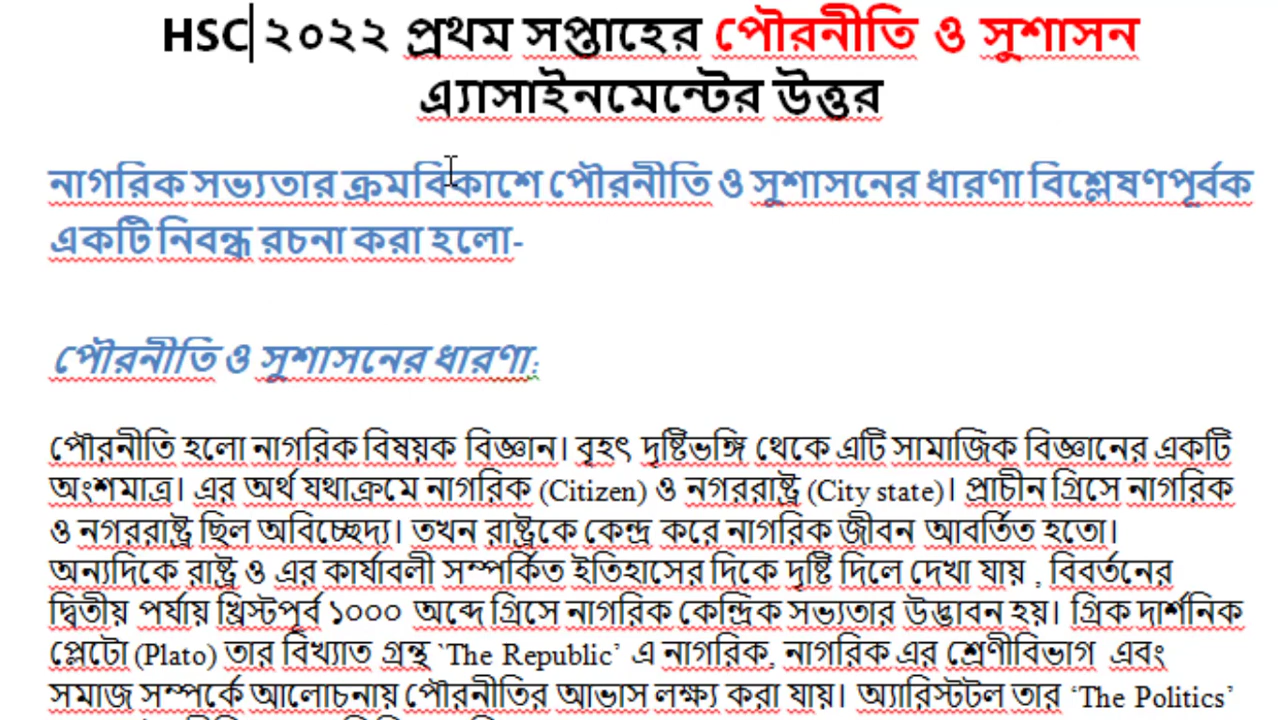 HSC ২০২২ প্রথম সপ্তাহের পৌরনীতি ও সুশাসন
এ্যাসাইনমেন্টের উত্তর
নাগরিক সভ্যতার ক্রমবিকাশে পৌরনীতি ও সুশাসনের ধারণা বিশ্লেষণপূর্বক
একটি নিবন্ধ রচনা করা হলো-
পৌরনীতি ও সুশাসনের ধারণা:
পৌরনীতি হলো নাগরিক বিষয়ক বিজ্ঞান। বৃহৎ দৃষ্টিভঙ্গি থেকে এটি সামাজিক বিজ্ঞানের একটি
অংশমাত্র। এর অর্থ যথাক্রমে নাগরিক (Citizen) ও নগররাষ্ট্র (City state)। প্রাচীন গ্রিসে নাগরিক
ও নগররাষ্ট্র ছিল অবিচ্ছেদ্য। তখন রাষ্ট্রকে কেন্দ্র করে নাগরিক জীবন আবর্তিত হতো।
অন্যদিকে রাষ্ট্র ও এর কার্যাবলী সম্পর্কিত ইতিহাসের দিকে দৃষ্টি দিলে দেখা যায় , বিবর্তনের
দ্বিতীয় পর্যায় খ্রিস্টপূর্ব ১০০০ অব্দে গ্রিসে নাগরিক কেন্দ্রিক সভ্যতার উদ্ভাবন হয়। গ্রিক দার্শনিক
প্লেটো (Plato) তার বিখ্যাত গ্রন্থ `The Republic’ এ নাগরিক, নাগরিক এর শ্রেণীবিভাগ এবং
সমাজ সম্পর্কে আলোচনায় পৌরনীতির আভাস লক্ষ্য করা যায়। অ্যারিস্টটল তার ‘The Politics’